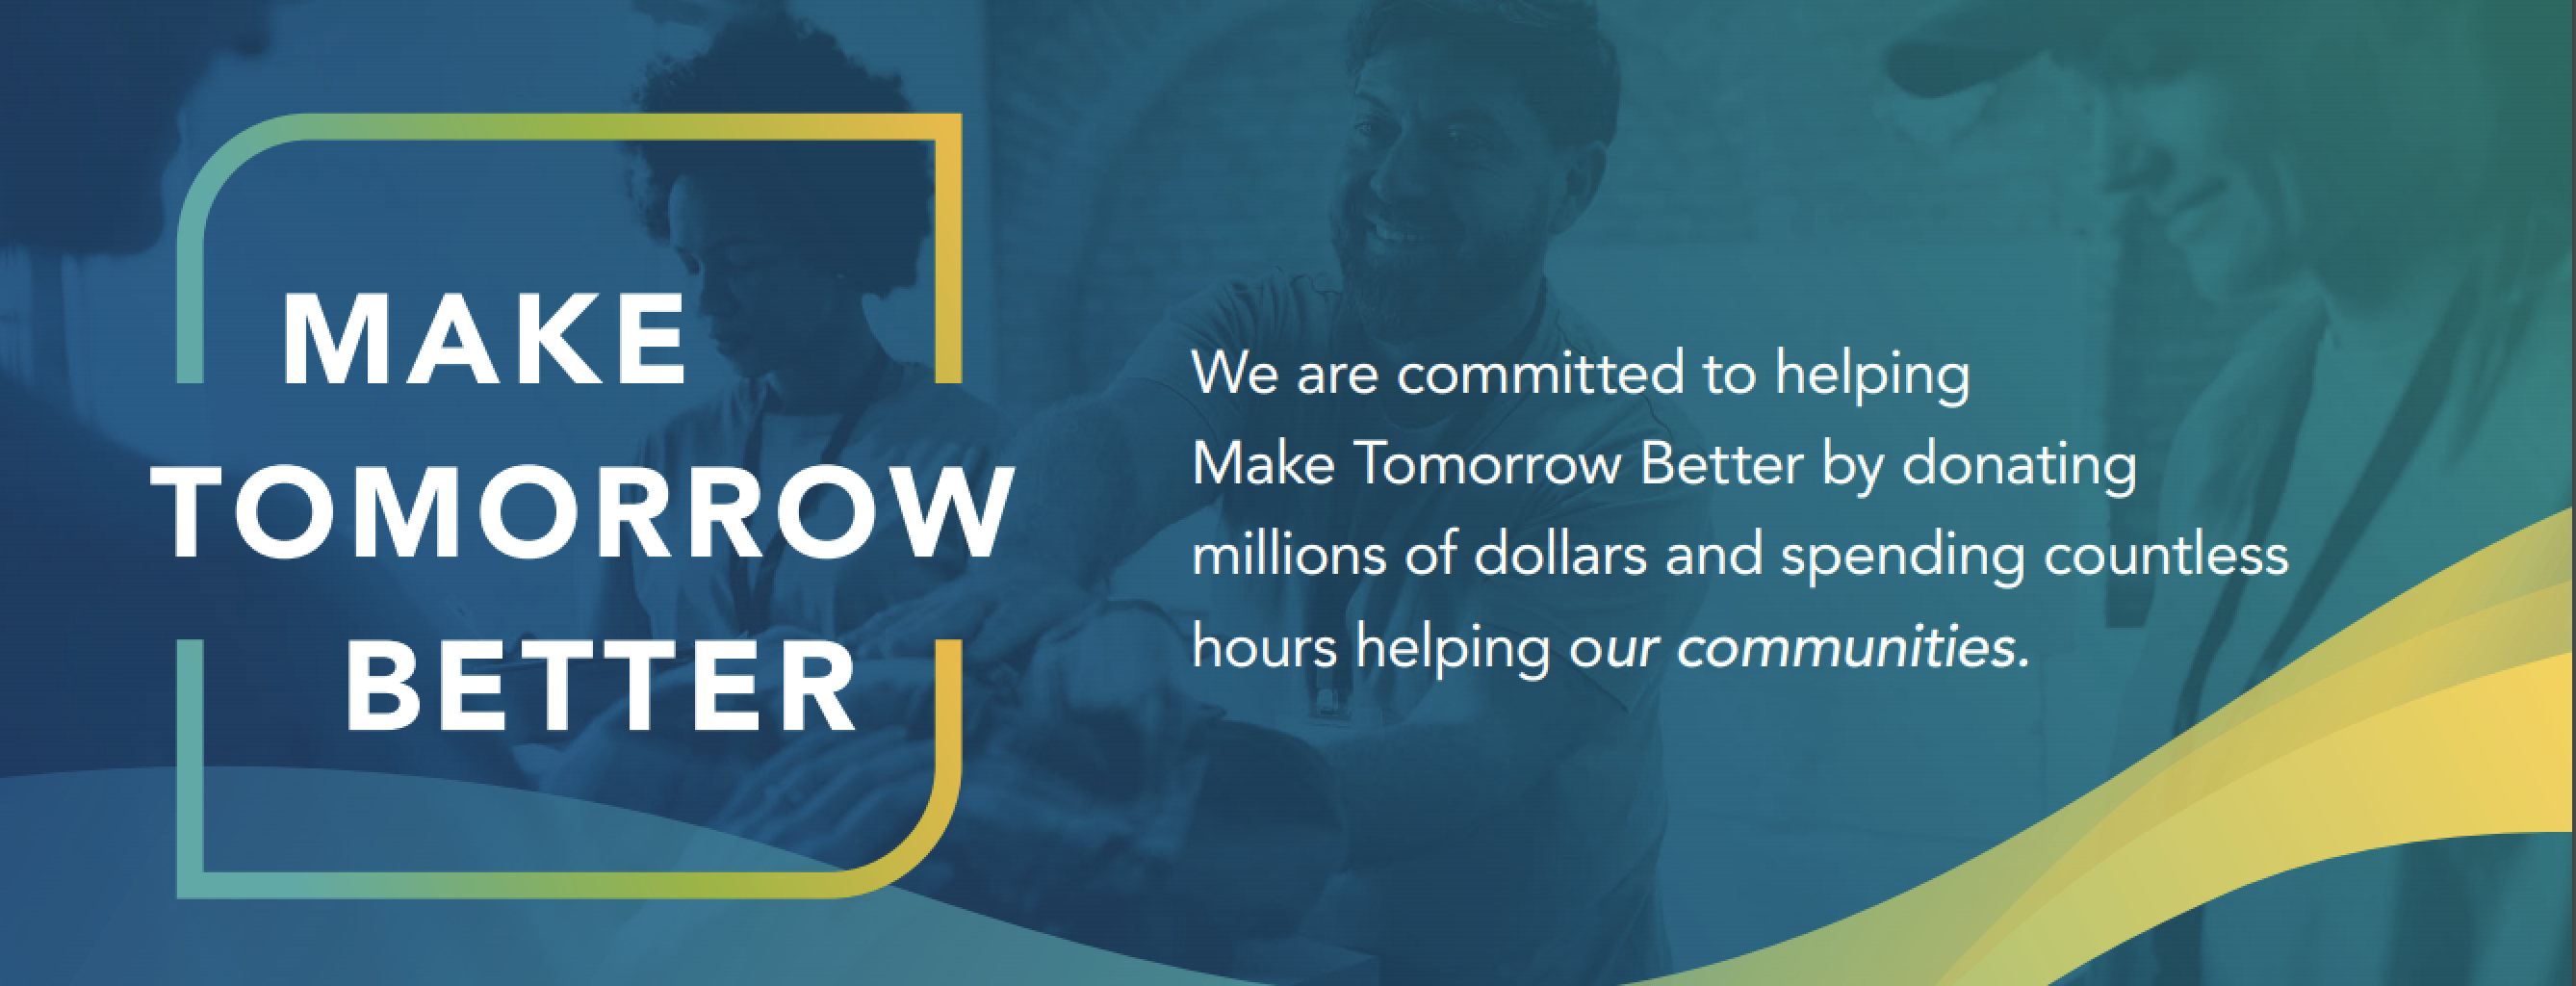 MAKE
TOMORROW
BETTER
We are committed to helping
Make Tomorrow Better by donating
millions of dollars and spending countless
hours helping our communities.